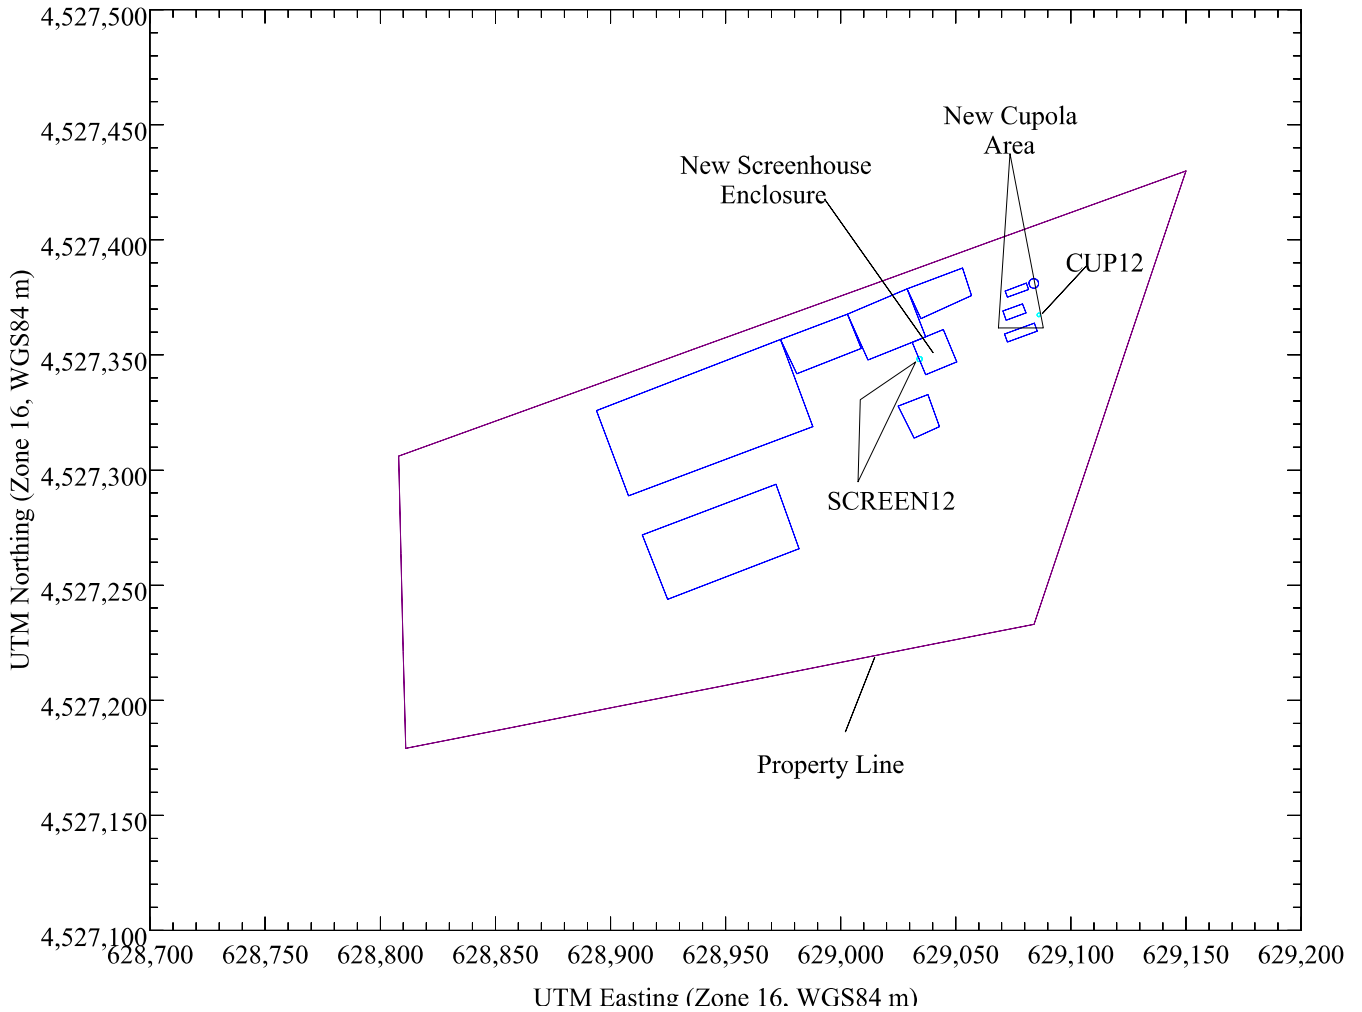 4,527,500
4,527,450
4,527,400
4,527,350
4,527,300
4,527,250
4,527,200
4,527,150
4,527,100
UTM Northing (Zone 16, WGS84 m)
New Cupola
Area
New Screenhouse
Enclosure
CUP12
SCREEN12
Property Line
628,700 628,750 628,800 628,850 628,900 628,950 629,000 629,050 629,100 629,150 629,200
UTM Easting (Zone 16, WGS84 m)